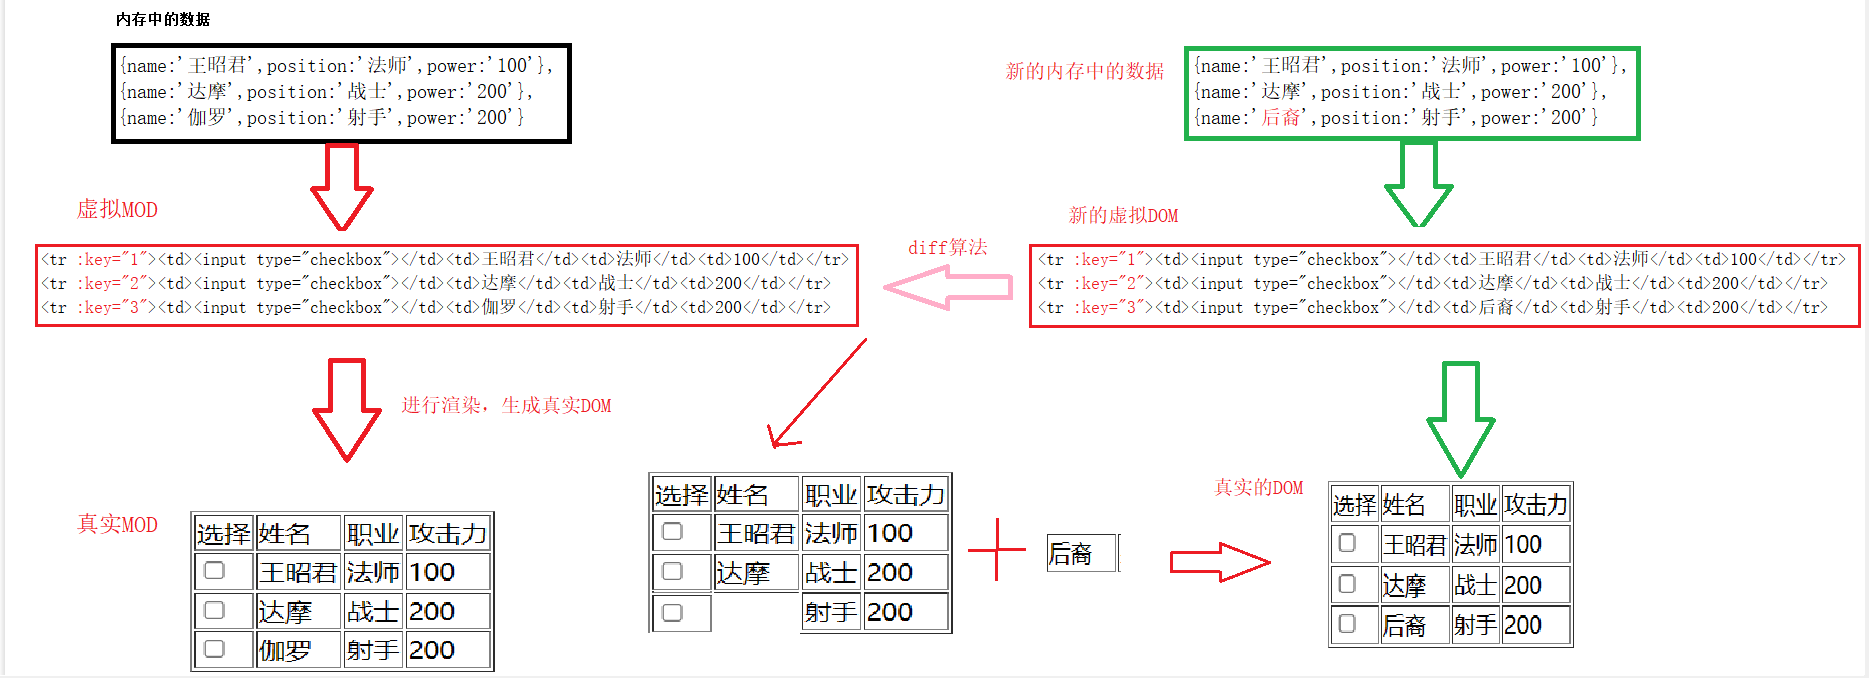 内存中的数据
{name:'王昭君',position:'法师',power:'100'},
{name:'达摩',position:'战士',power:'200'},
{name:'伽罗',position:'射手',power:'200'}
新的内存中的数据
{name:'王昭君',position:'法师',power:'100'},
{name:'达摩',position:'战士',power:'200'},
{name:'后裔',position:'射手',power:'200'}
虚拟MOD
新的虚拟DOM
diff算法
<tr :key="1"><td><input type="checkbox"></td><td>王昭君</td><td>法师</td><td>100</td></tr>
<tr :key="2"><td><input type="checkbox"></td><td>达摩</td><td>战士</td><td>200</td></tr>
<tr :key="3"><td><input type="checkbox"></td><td>伽罗</td><td>射手</td><td>200</td></tr>
<tr :key="1"><td><input type="checkbox"></td><td>王昭君</td><td>法师</td><td>100</td></tr>
<tr :key="2"><td><input type="checkbox"></td><td>达摩</td><td>战士</td><td>200</td></tr>
<tr :key="3"><td><input type="checkbox"></td><td>后裔</td><td>射手</td><td>200</td></tr>
进行渲染，生成真实DOM
真实MOD
选择 姓名 职业 攻击力
王昭君 法师 100
达摩 战士 200
伽罗 射手 200
选择 姓名 职业 攻击力
王昭君 法师 100
达摩 战士 200
射手 200
后裔
真实的DOM
选择 姓名 职业 攻击力
王昭君 法师 100
达摩 战士 200
后裔 射手 200